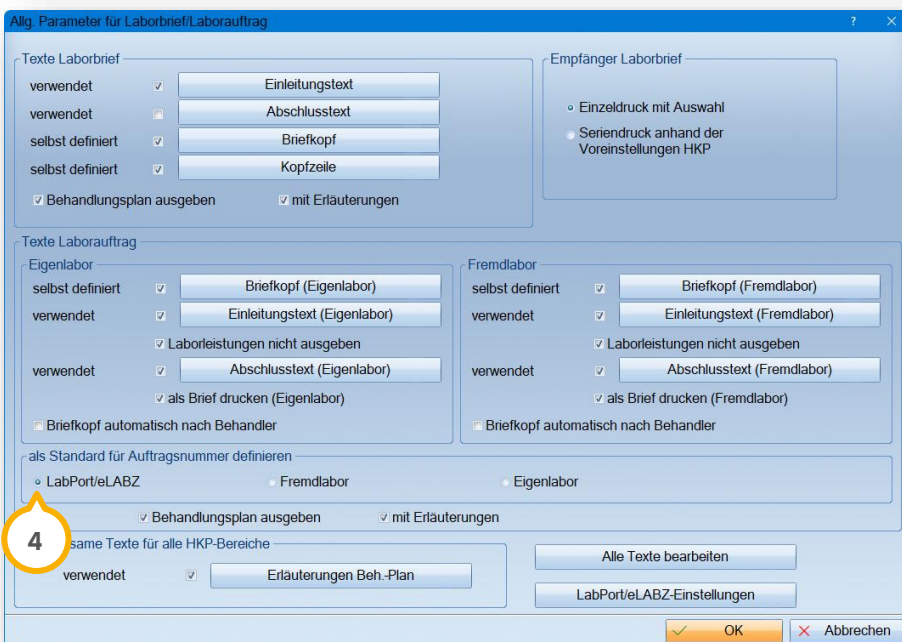 Allg. Parameter für Laborbrief/Laborauftrag
?
Texte Laborbrief
verwendet Einleitungstext
verwendet Abschlusstext
selbst definiert Briefkopf
selbst definiert Kopfzeile
Behandlungsplan ausgeben mit Erläuterungen
Empfänger Laborbrief
Einzeldruck mit Auswahl
Seriendruck anhand der
Voreinstellungen HKP
Texte Laborauftrag
Eigenlabor
selbst definiert Briefkopf (Eigenlabor)
verwendet Einleitungstext (Eigenlabor)
Laborleistungen nicht ausgeben
verwendet Abschlusstext (Eigenlabor)
als Brief drucken (Eigenlabor)
Briefkopf automatisch nach Behandler
Fremdlabor
selbst definiert Briefkopf (Fremdlabor)
verwendet Einleitungstext (Fremdlabor)
Laborleistungen nicht ausgeben
verwendet Abschlusstext (Fremdlabor)
als Brief drucken (Fremdlabor)
Briefkopf automatisch nach Behandler
als Standard für Auftragsnummer definieren
LabPort/eLABZ Fremdlabor Eigenlabor
Behandlungsplan ausgeben mit Erläuterungen
4
same Texte für alle HKP-Bereiche
verwendet Erläuterungen Beh.-Plan
Alle Texte bearbeiten
LabPort/eLABZ-Einstellungen
OK Abbrechen